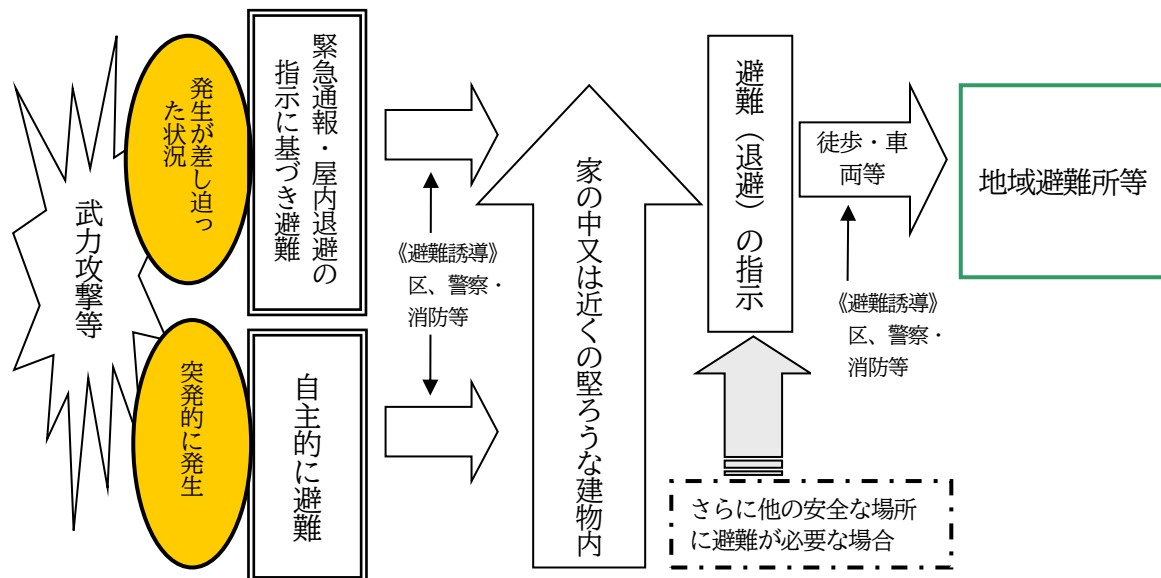 武力攻撃等
発生が差し迫っ
た状況
緊急通報・屋内退避の
指示に基づき避難
突発的に発生
自主的に避難
《避難誘導》
区、警察・
消防等
家の中又は近くの堅ろうな建物内
避難（退避）の指示
さらに他の安全な場所
に避難が必要な場合
徒歩・車
両等
《避難誘導》
区、警察・
消防等
地域避難所等